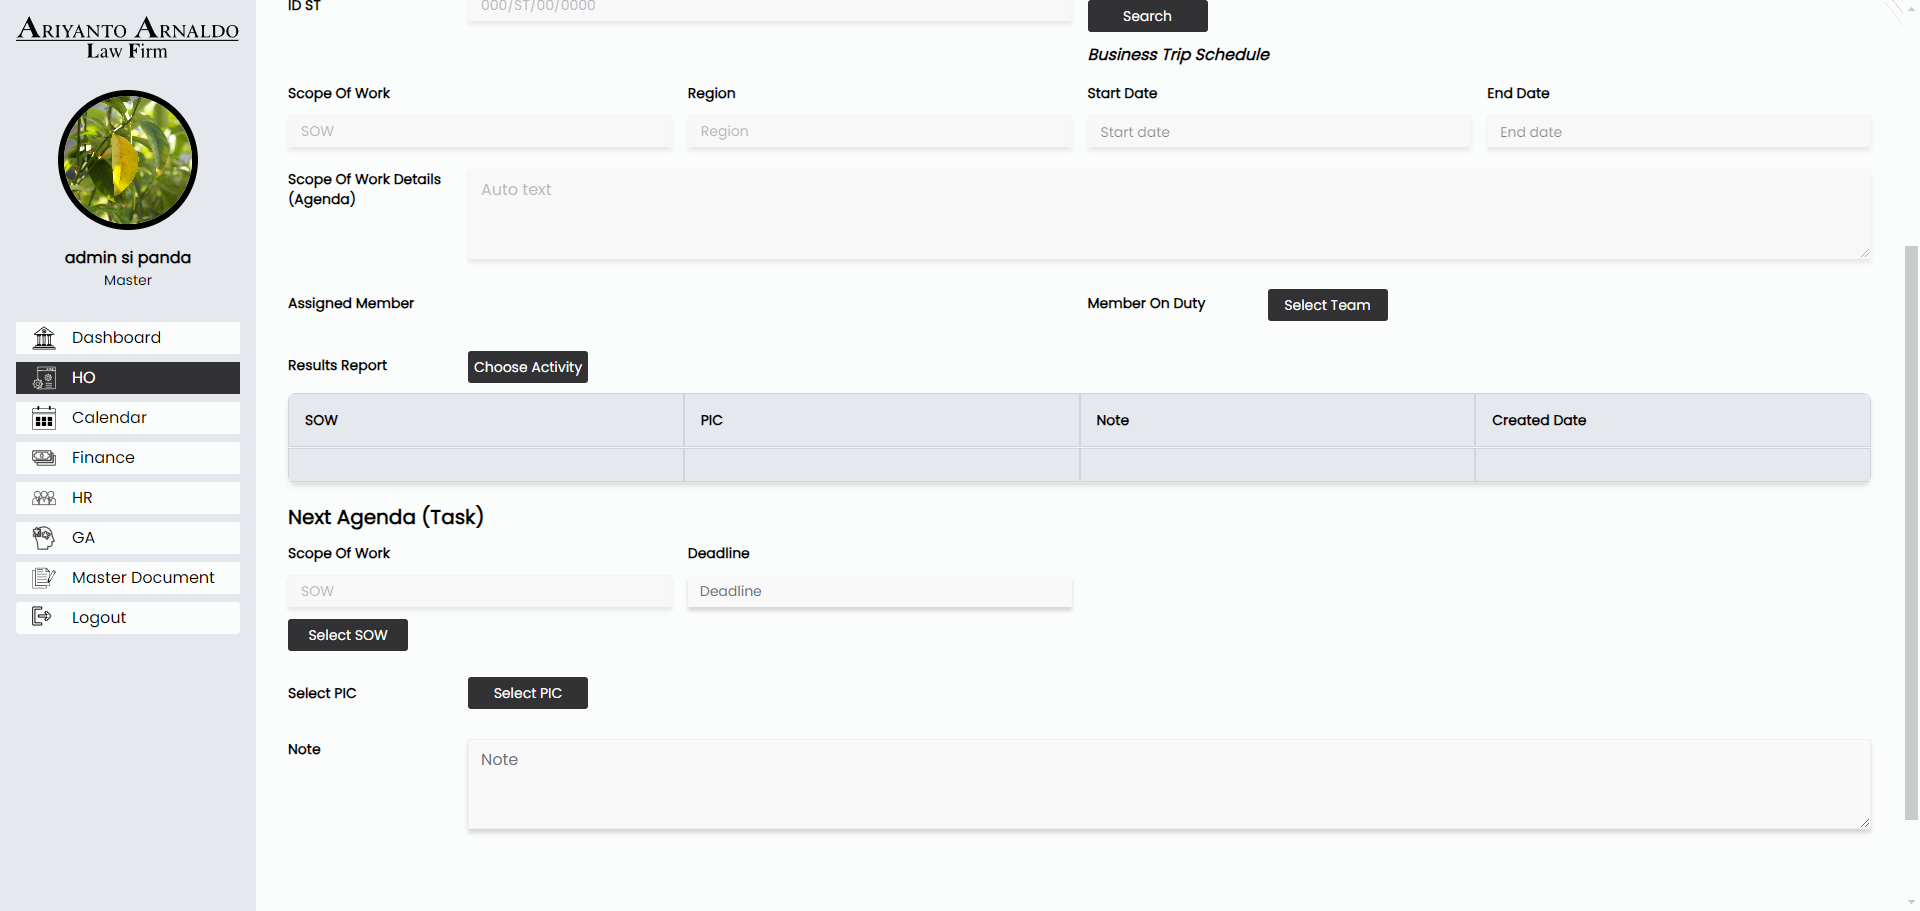 ARIYANTO ARNALDO
Law Firm
admin si panda
Master
Dashboard
HO
Calendar
Finance
HR
GA
Master Document
Logout
ID ST
000/ST/00/0000
Search
Business Trip Schedule
Scope Of Work
Region
Start Date
End Date
SOW
Region
Start date
End date
Scope Of Work Details
(Agenda)
Auto text
Assigned Member
Member On Duty
Select Team
Results Report
Choose Activity
SOW
PIC
Note
Created Date
Next Agenda (Task)
Scope Of Work
Deadline
SOW
Deadline
Select SOW
Select PIC
Select PIC
Note
Note